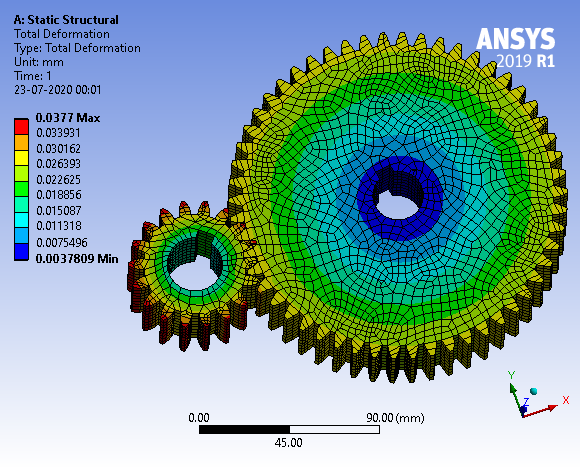 A: Static Structural
Total Deformation
Type: Total Deformation
Unit: mm
Time: 1
23-07-2020 00:01
ANSYS
2019 R1
0.0377 Max
0.033931
0.030162
0.026393
0.022625
0.018856
0.015087
0.011318
0.0075496
0.0037809 Min
0.00
90.00 (mm)
45.00
Y
Z
X